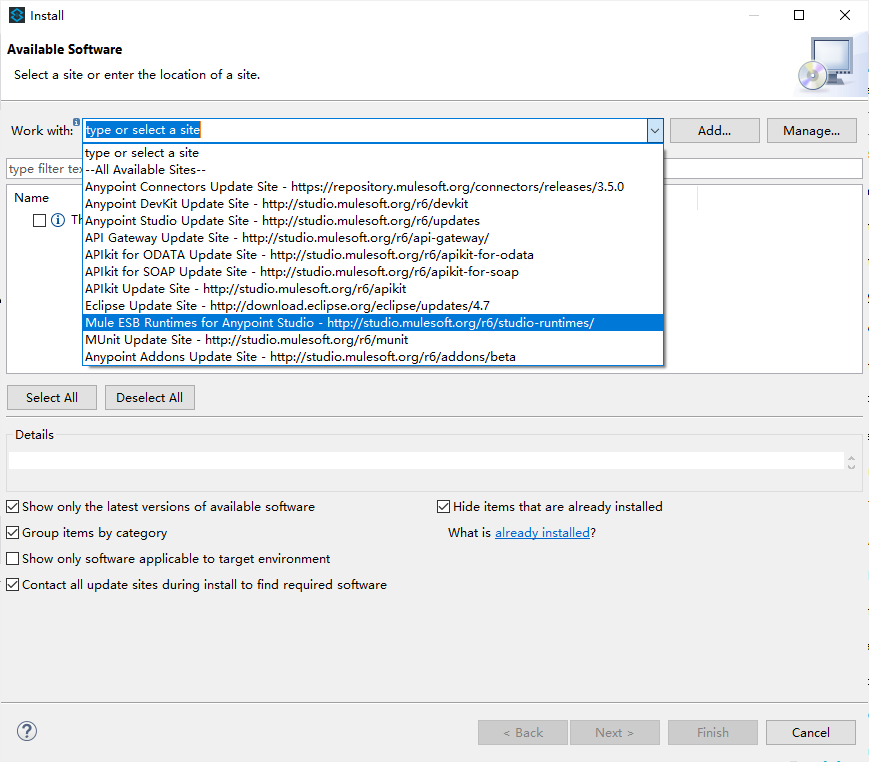 Install
Available Software
Select a site or enter the location of a site.
Work with:
type or select a site
Add...
Manage...
type or select a site
--All Available Sites--
Anypoint Connectors Update Site - https://repository.mulesoft.org/connectors/releases/3.5.0
Anypoint DevKit Update Site - http://studio.mulesoft.org/r6/devkit
Anypoint Studio Update Site - http://studio.mulesoft.org/r6/updates
API Gateway Update Site - http://studio.mulesoft.org/r6/api-gateway/
APIkit for ODATA Update Site - http://studio.mulesoft.org/r6/apikit-for-odata
APIkit for SOAP Update Site - http://studio.mulesoft.org/r6/apikit-for-soap
APIkit Update Site - http://studio.mulesoft.org/r6/apikit
Eclipse Update Site - http://download.eclipse.org/eclipse/updates/4.7
Mule ESB Runtimes for Anypoint Studio - http://studio.mulesoft.org/r6/studio-runtimes/
MUnit Update Site - http://studio.mulesoft.org/r6/munit
Anypoint Addons Update Site - http://studio.mulesoft.org/r6/addons/beta
type filter tex
Name
Th
Select All
Deselect All
Details
Show only the latest versions of available software
Hide items that are already installed
Group items by category
What is already installed?
Show only software applicable to target environment
Contact all update sites during install to find required software
?
< Back
Next >
Finish
Cancel